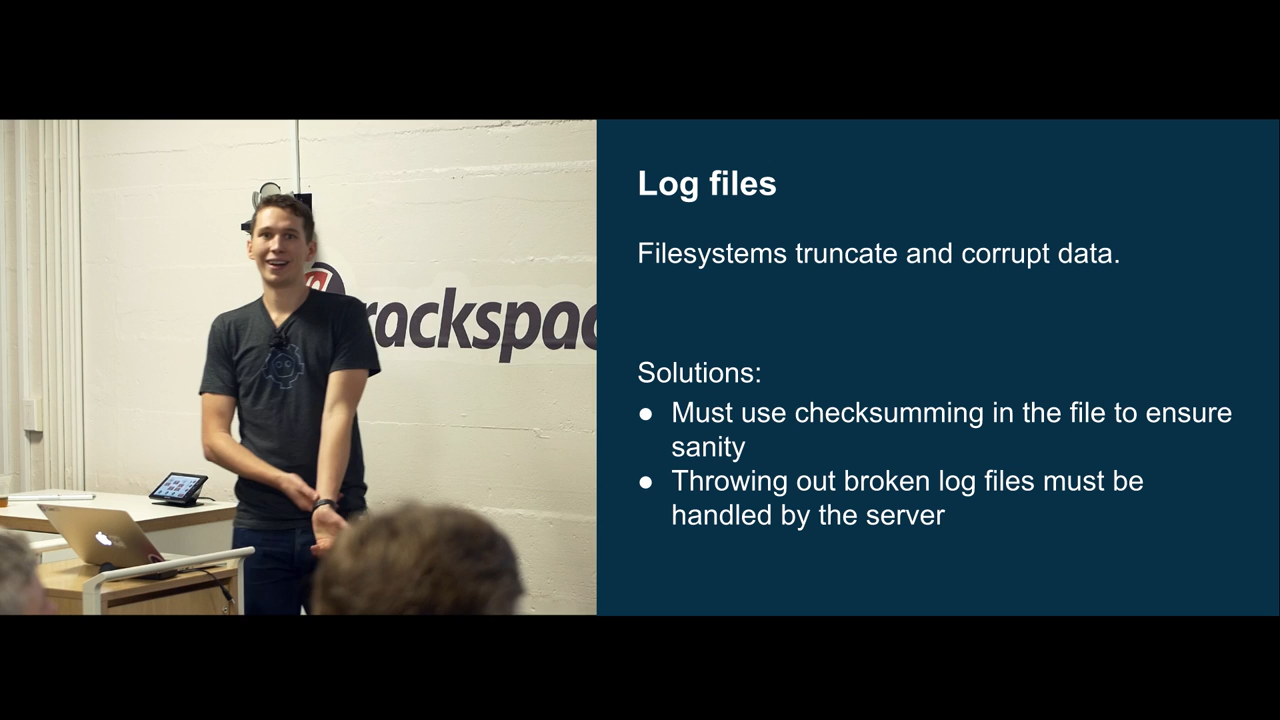 rackspac
Log files
Filesystems truncate and corrupt data.
Solutions:
● Must use checksumming in the file to ensure
sanity
● Throwing out broken log files must be
handled by the server